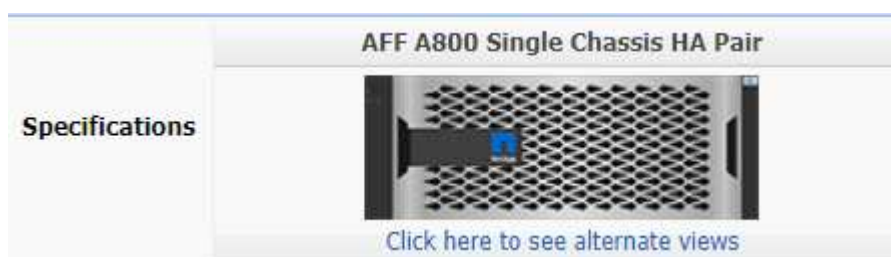 AFF A800 Single Chassis HA Pair
Specifications
Click here to see alternate views